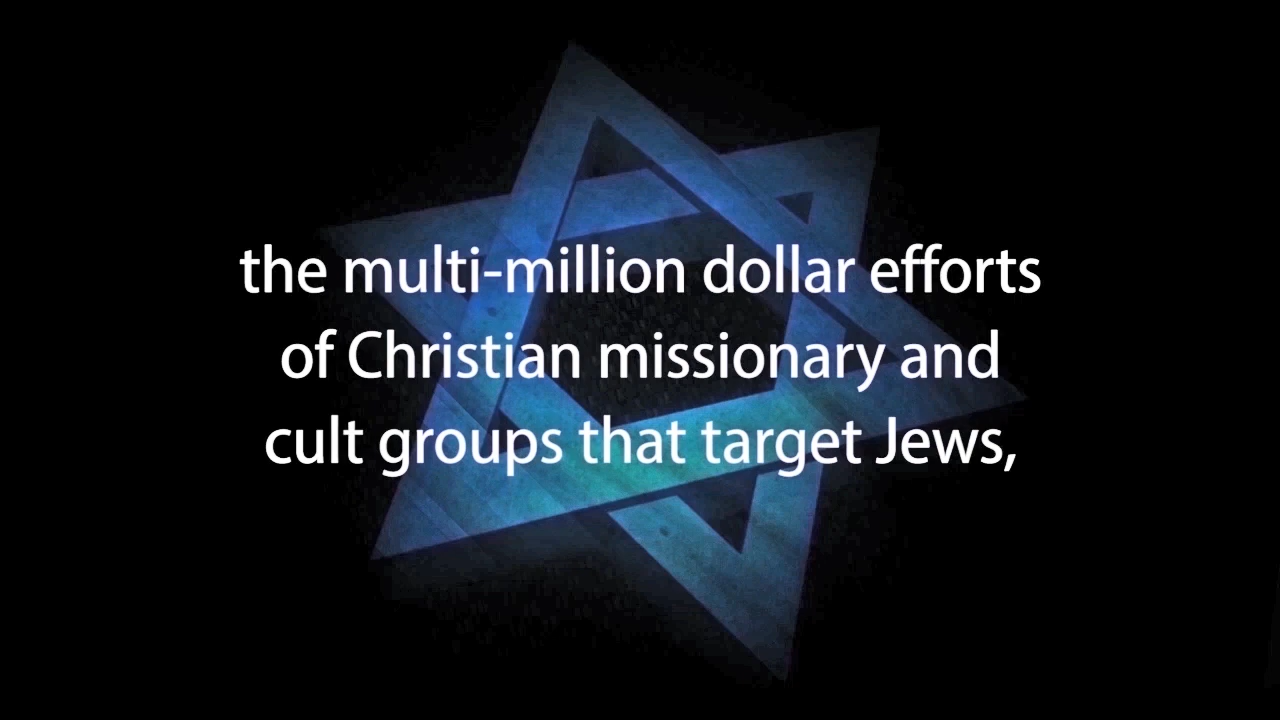 the multi-million dollar efforts
of Christian missionary and
cult groups that target Jews,